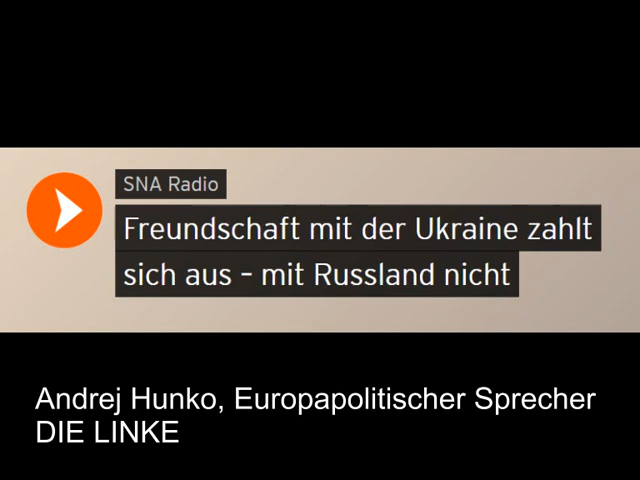 SNA Radio
Freundschaft mit der Ukraine zahlt
sich aus – mit Russland nicht
Andrej Hunko, Europapolitischer Sprecher
DIE LINKE